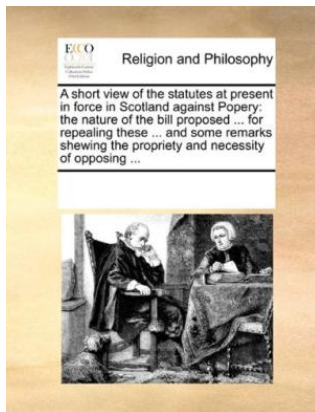 ECCO
Religion and Philosophy
A short view of the statutes at present
in force in Scotland against Popery:
the nature of the bill proposed ... for
repealing these ... and some remarks
shewing the propriety and necessity
of opposing ...